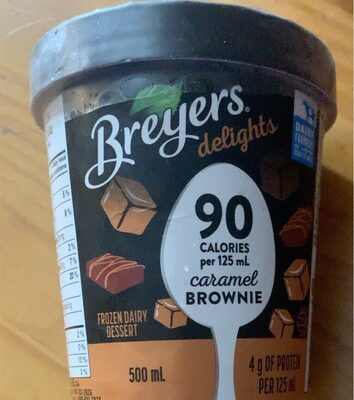 Breyers
delights
DAIRY
FARMERS
90
CALORIES
per 125 mL
caramel
BROWNIE
FROZEN DAIRY
DESSERT
500 mL
4 g OF PROTEIN
PER 125 mL